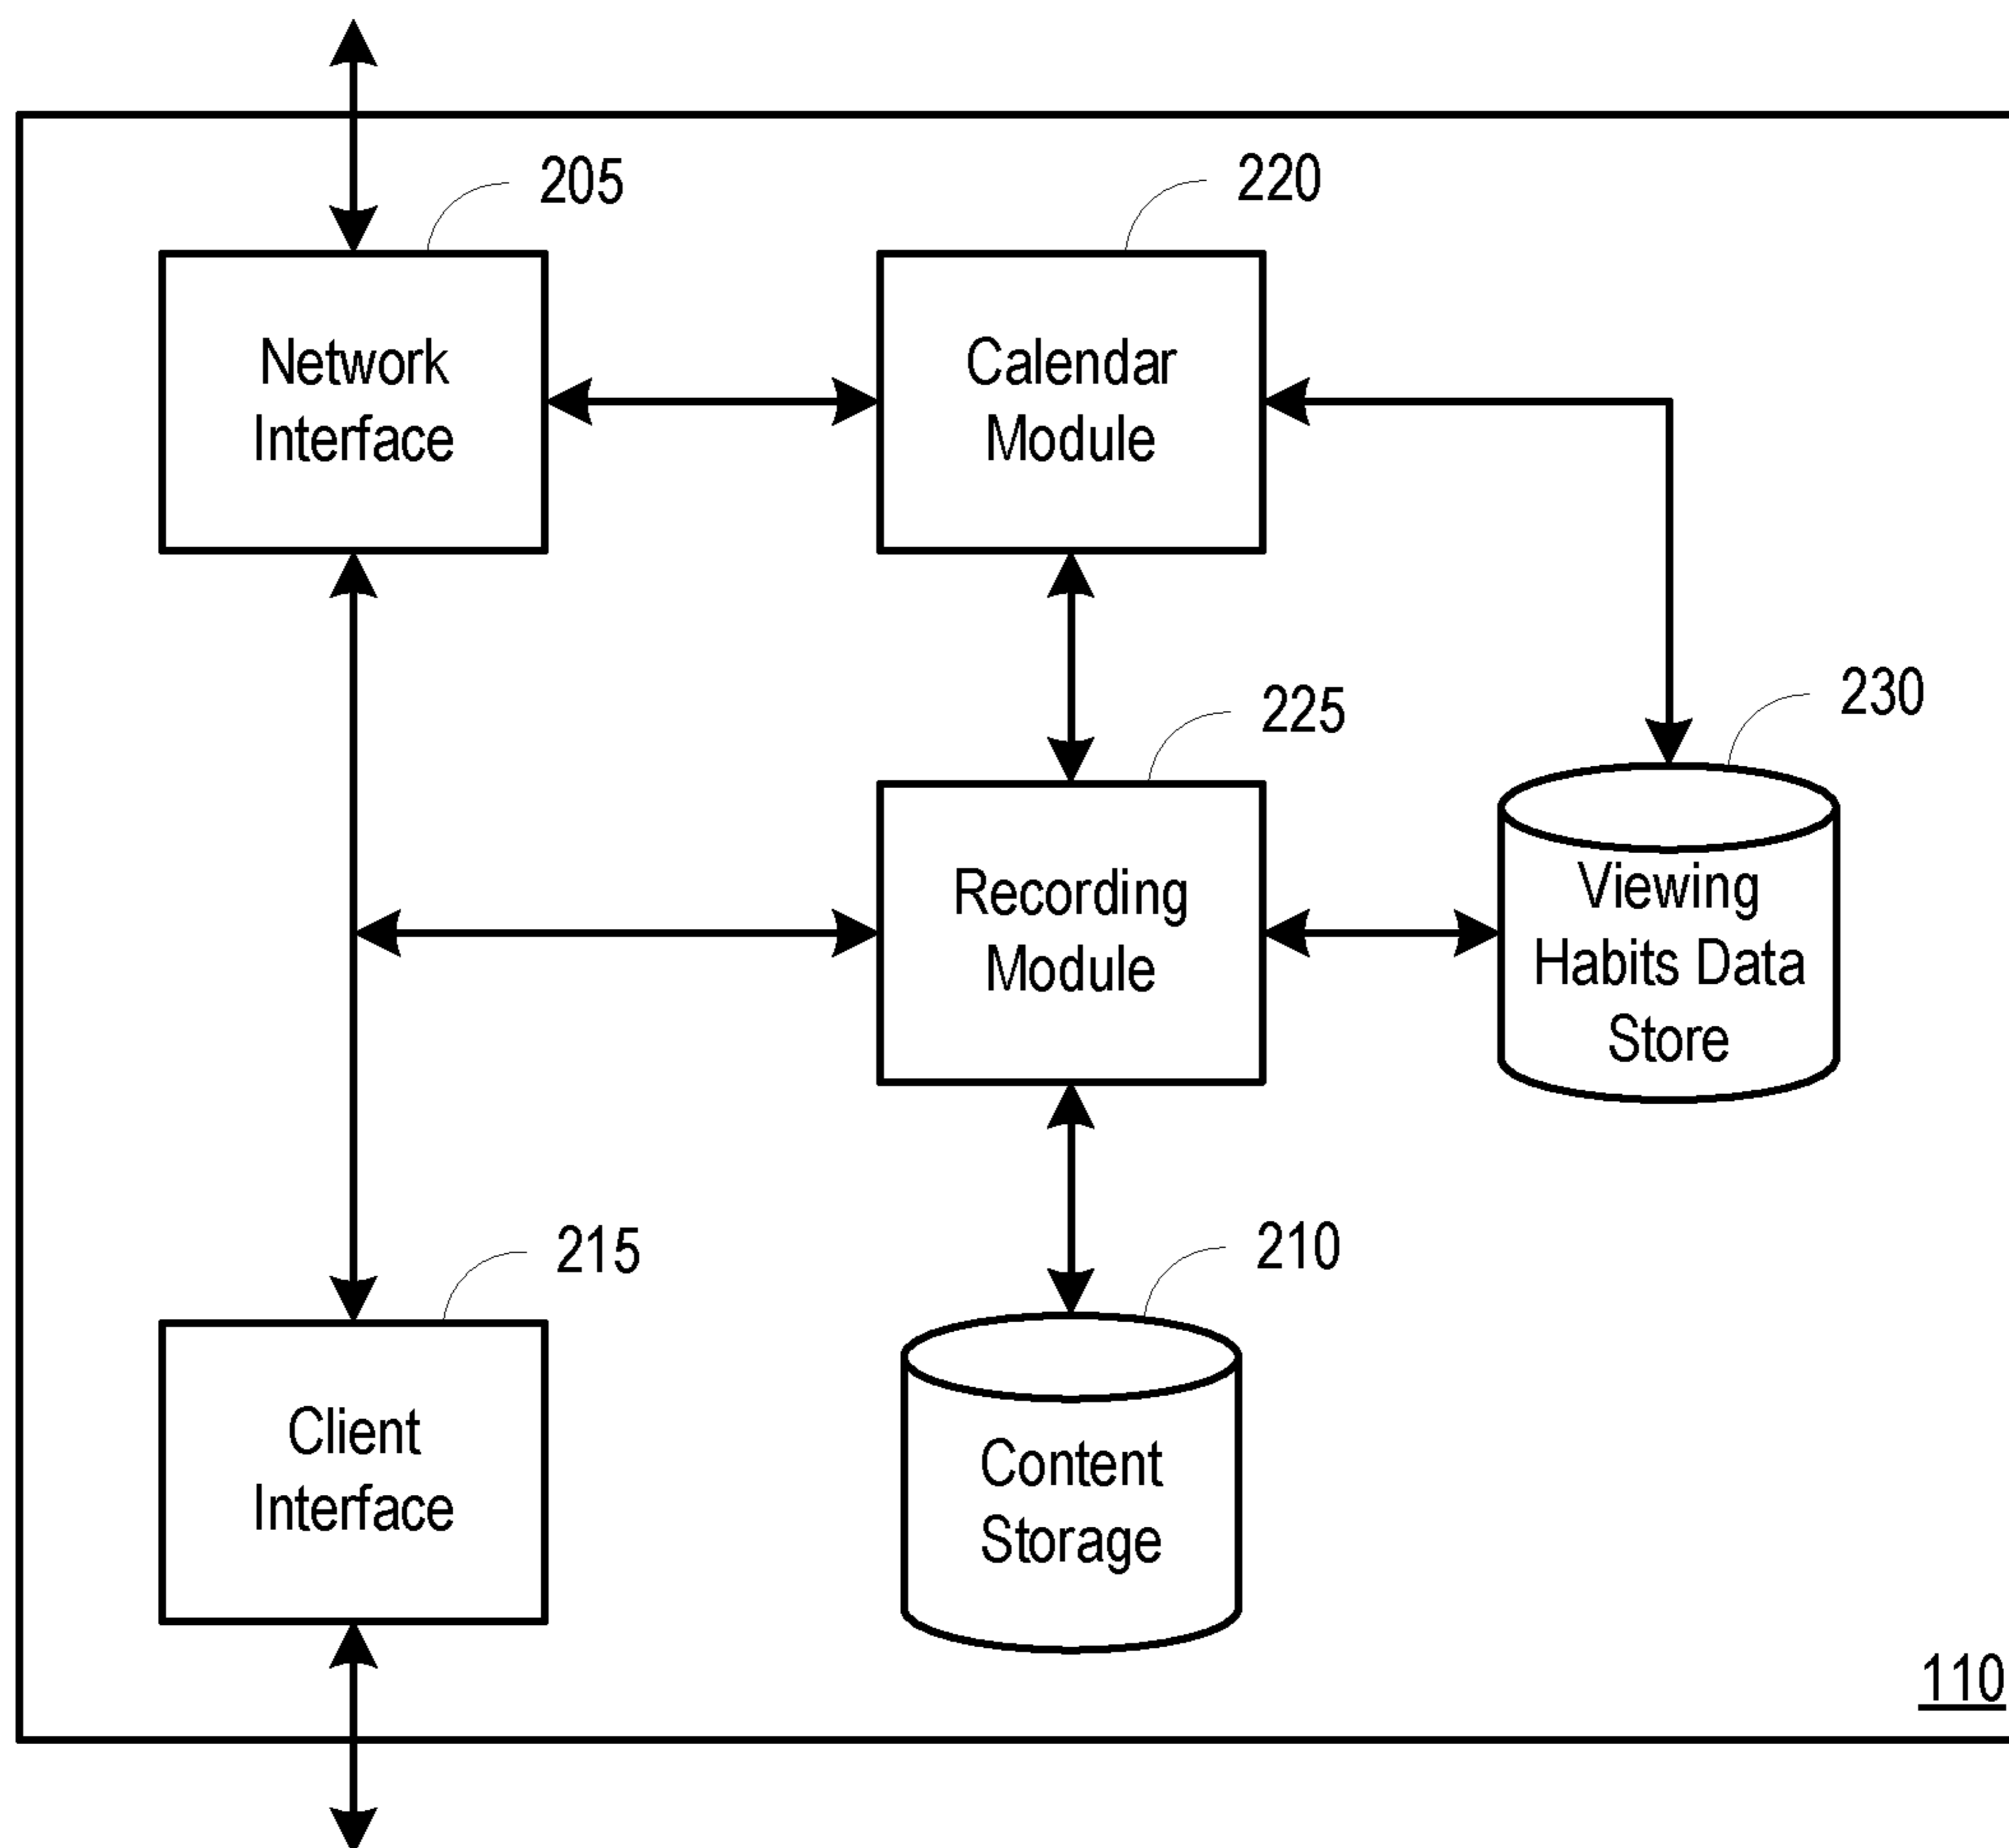 205
220
Network
Interface
Calendar
Module
225
230
Recording
Module
Viewing
Habits Data
Store
215
210
Client
Interface
Content
Storage
110